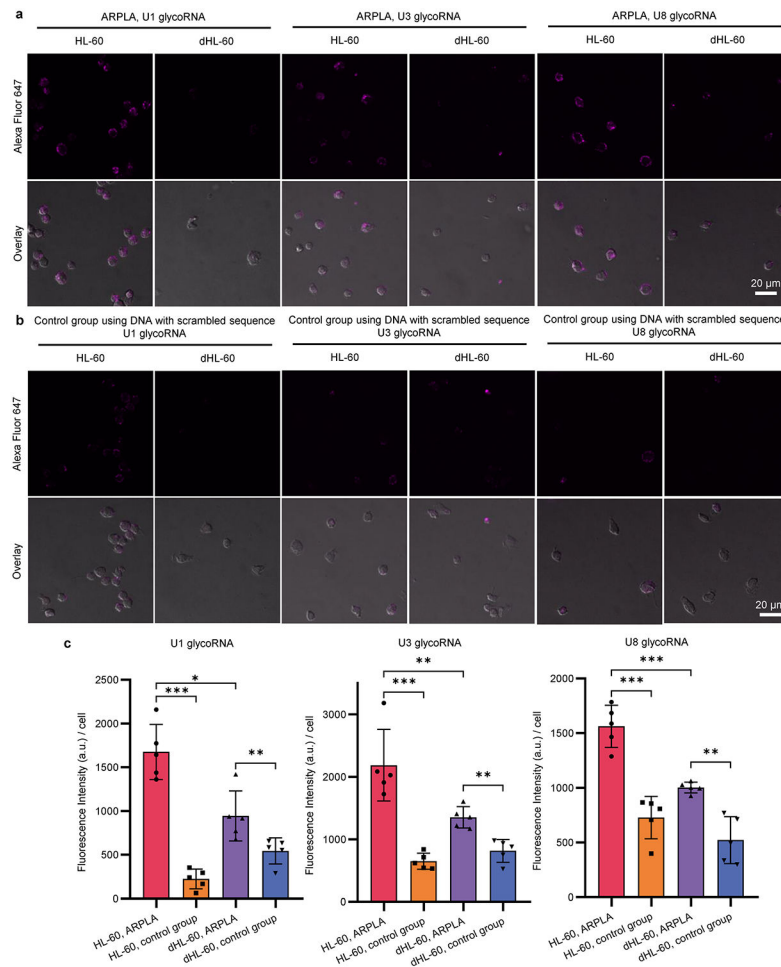 a
ARPLA, U1 glycoRNA
ARPLA, U3 glycoRNA
ARPLA, U8 glycoRNA
HL-60
dHL-60
HL-60
dHL-60
HL-60
dHL-60
Alexa Fluor 647
Overlay
20 µm
b
Control group using DNA with scrambled sequence
U1 glycoRNA
Control group using DNA with scrambled sequence
U3 glycoRNA
Control group using DNA with scrambled sequence
U8 glycoRNA
HL-60
dHL-60
HL-60
dHL-60
HL-60
dHL-60
Alexa Fluor 647
Overlay
20 µm
c
U1 glycoRNA
Fluorescence Intensity (a.u.) / cell
2500
2000
1500
1000
500
0
*
***
**
HL-60, ARPLA
HL-60, control group
dHL-60, ARPLA
dHL-60, control group
U3 glycoRNA
Fluorescence Intensity (a.u.) / cell
3000
2000
1000
0
**
***
**
HL-60, ARPLA
HL-60, control group
dHL-60, ARPLA
dHL-60, control group
U8 glycoRNA
Fluorescence Intensity (a.u.) / cell
2000
1500
1000
500
0
***
***
**
HL-60, ARPLA
HL-60, control group
dHL-60, ARPLA
dHL-60, control group